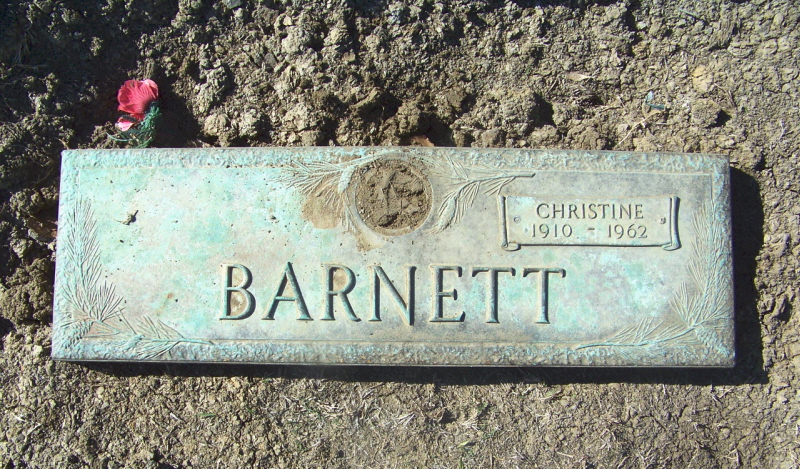 CHRISTINE
1910 - 1962
BARNETT